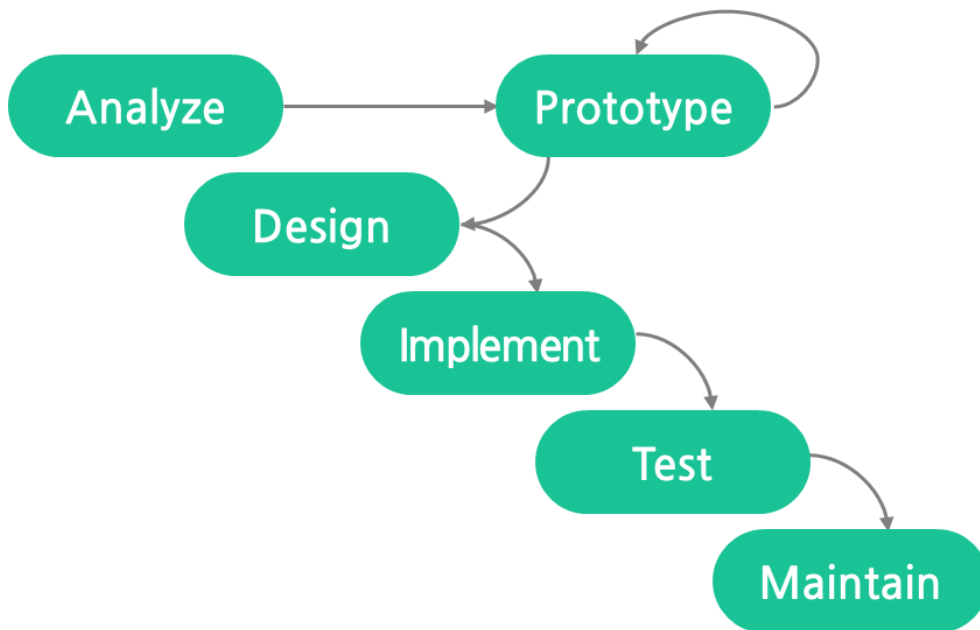 Analyze
Prototype
Design
Implement
Test
Maintain